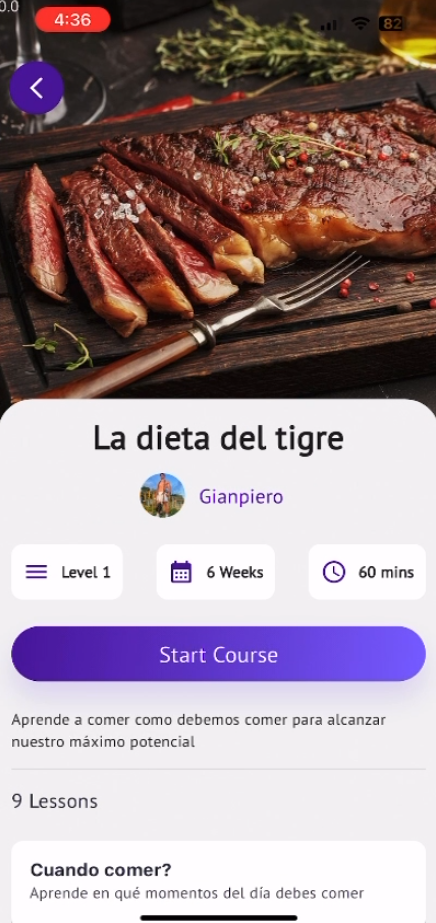 0.0
4:36
82
La dieta del tigre
Gianpiero
Level 1
6 Weeks
60 mins
Start Course
Aprende a comer como debemos comer para alcanzar
nuestro máximo potencial
9 Lessons
Cuando comer?
Aprende en qué momentos del día debes comer